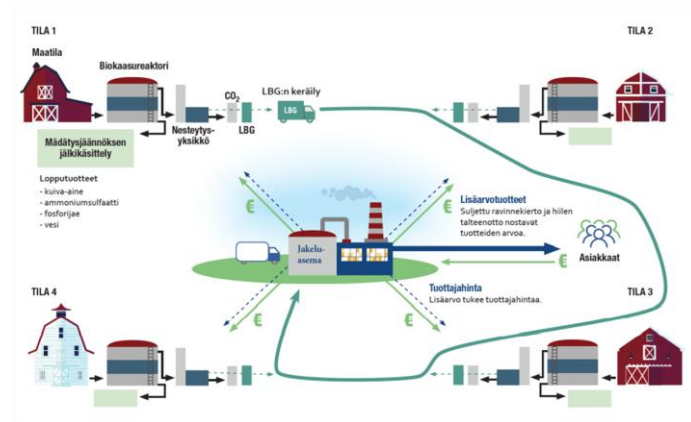 TILA 1
TILA 2
Maatila
Biokaasureaktori
CO₂
LBG:n keräily
LBG
Nesteytys-
yksikkö
LBG
Mädätysjäännöksen
jälkikäsittely
Lopputuotteet
- kuiva-aine
- ammoniumsulfaatti
- fosforijae
- vesi
€
€
Lisäarvotuotteet
Suljettu ravinnekierto ja hiilen
talteenotto nostavat
tuotteiden arvoa.
Jakelu-
asema
€
Asiakkaat
Tuottajahinta
Lisäarvo tukee tuottajahintaa.
TILA 4
TILA 3
€
€